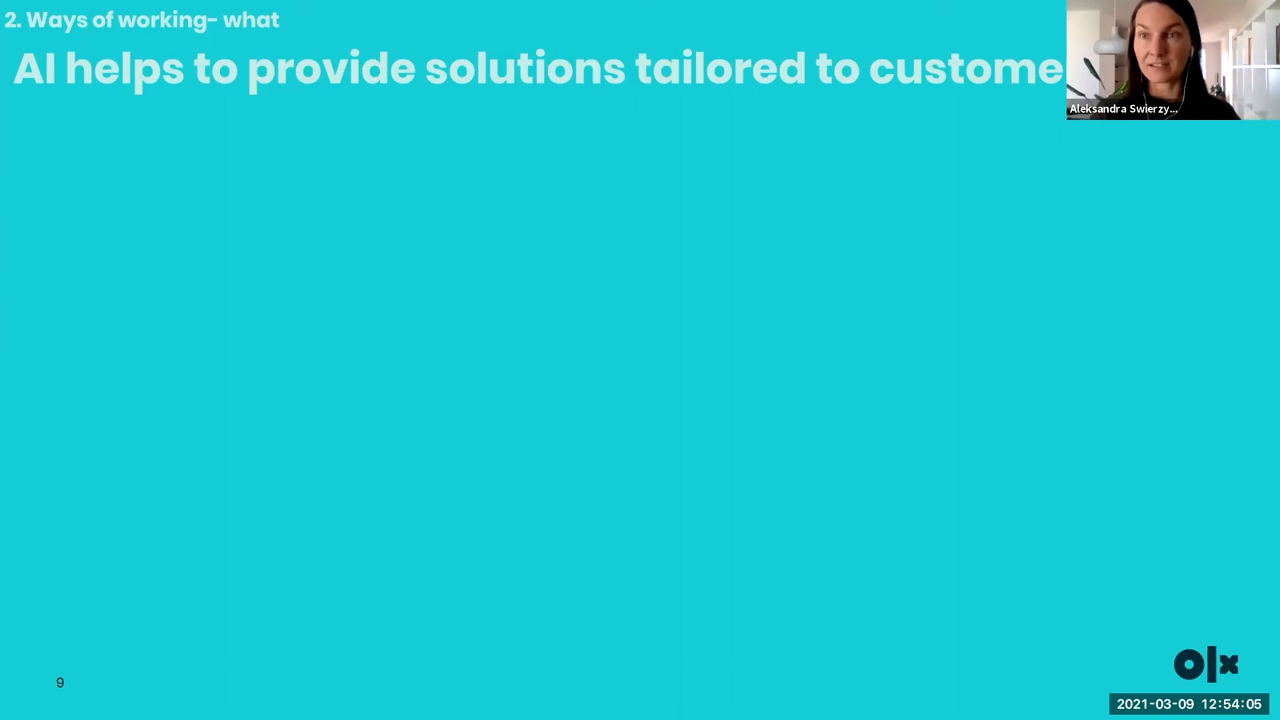 2. Ways of working- what
AI helps to provide solutions tailored to custome
Aleksandra Swierzy...
9
olx
2021-03-09 12:54:05